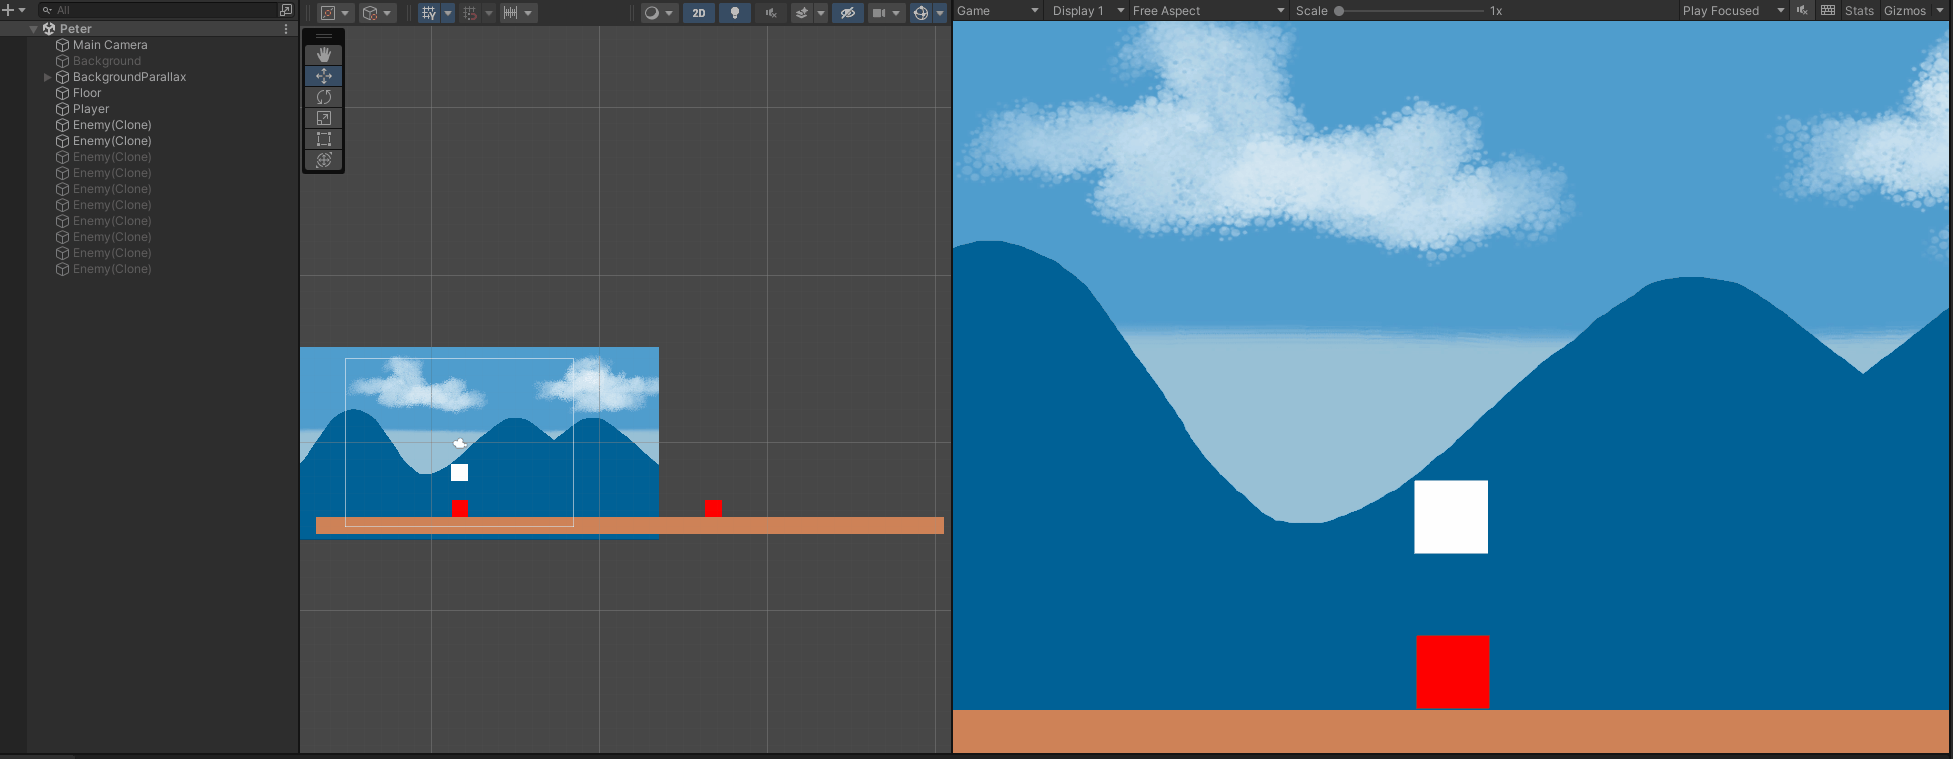 All
Peter
Main Camera
Background
BackgroundParallax
Floor
Player
Enemy(Clone)
Enemy(Clone)
Enemy(Clone)
Enemy(Clone)
Enemy(Clone)
Enemy(Clone)
Enemy(Clone)
Enemy(Clone)
Enemy(Clone)
Enemy(Clone)
2D
Game Display 1 Free Aspect Scale 1x Play Focused Stats Gizmos